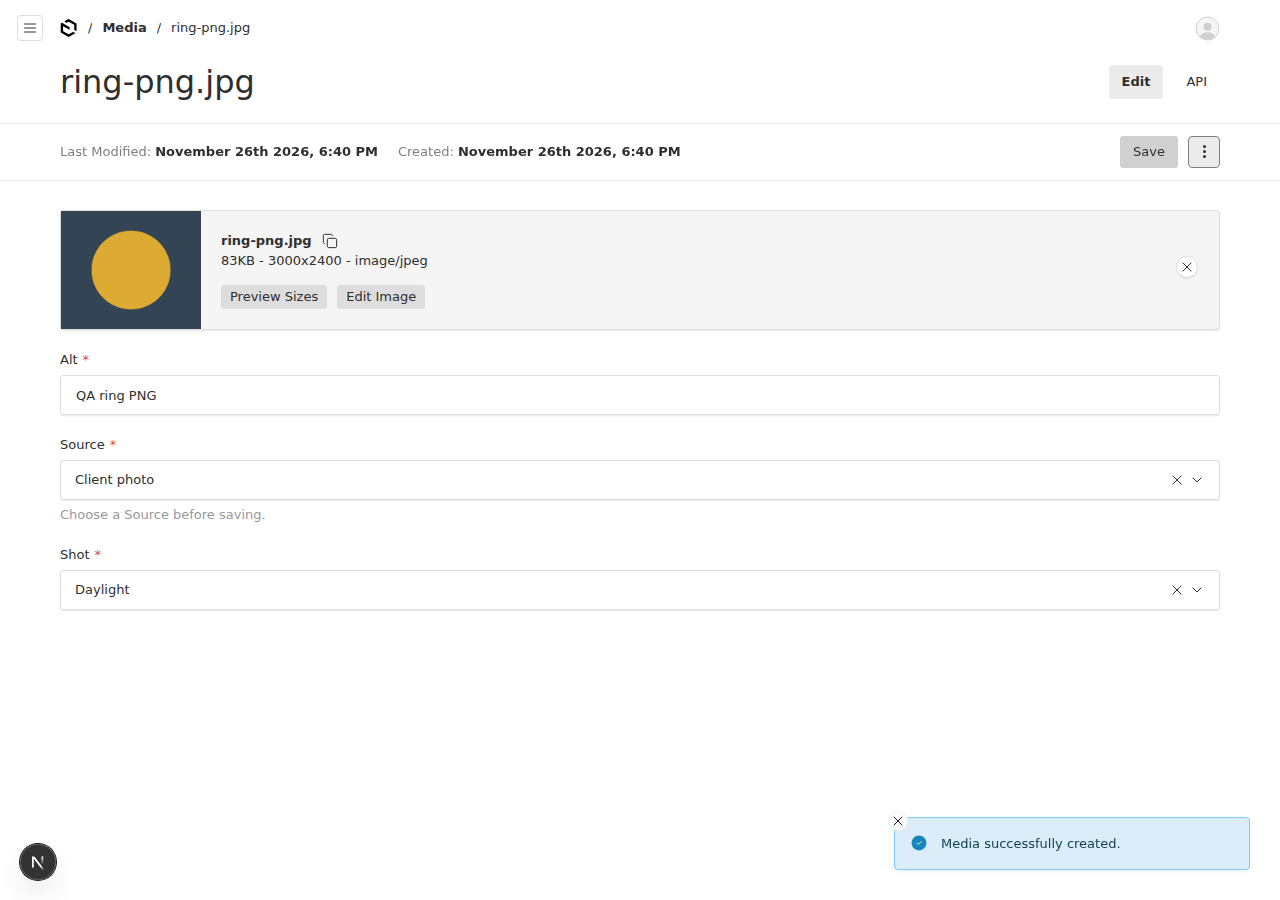 / Media / ring-png.jpg
ring-png.jpg
Edit API
Last Modified: November 26th 2026, 6:40 PM Created: November 26th 2026, 6:40 PM
Save
ring-png.jpg
83KB - 3000x2400 - image/jpeg
Preview Sizes Edit Image
Alt *
QA ring PNG
Source *
Client photo
Choose a Source before saving.
Shot *
Daylight
Media successfully created.
N